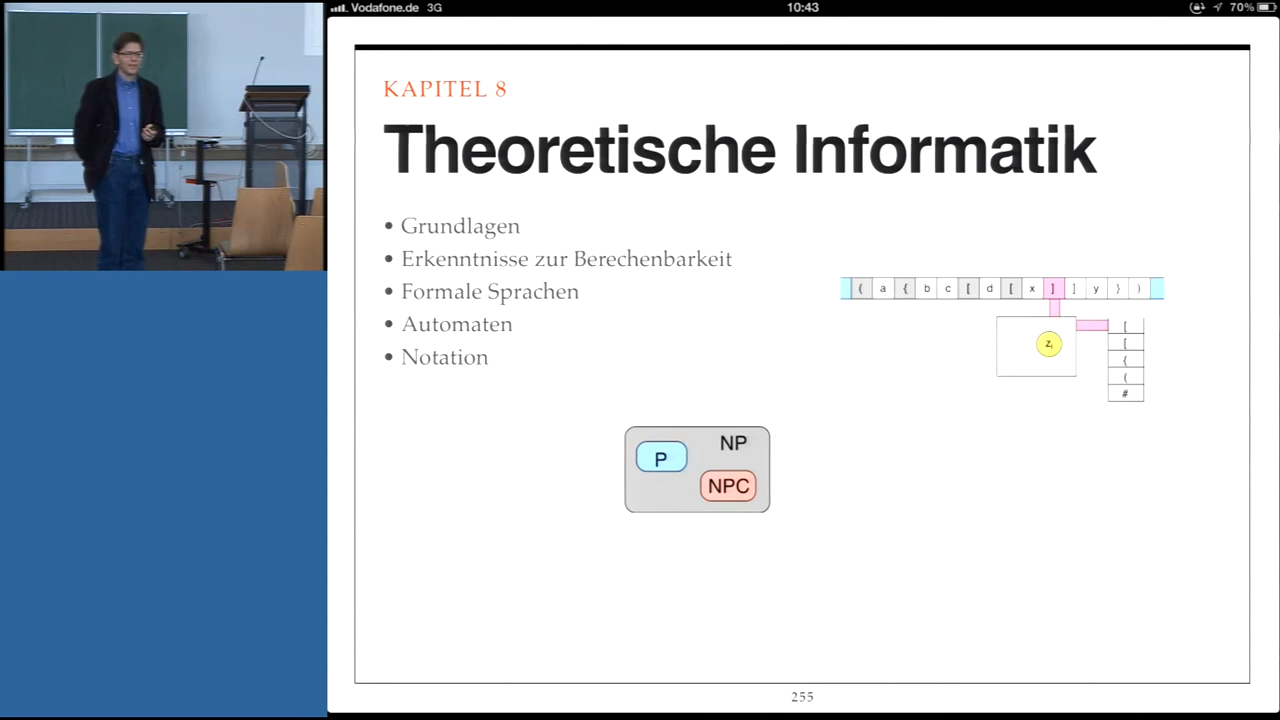 Vodafone.de 3G
10:43
70%
KAPITEL 8
Theoretische Informatik
• Grundlagen
• Erkenntnisse zur Berechenbarkeit
• Formale Sprachen
• Automaten
• Notation
( a { b c [ d [ x ] ] y } )
z
[
[
{
(
#
NP
P
NPC
255